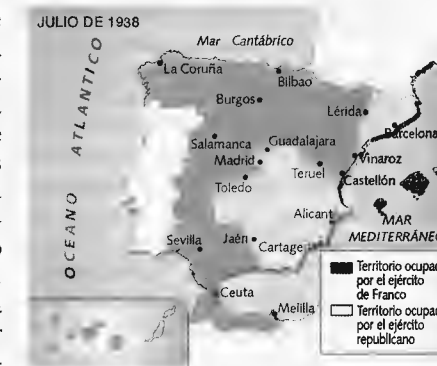 JULIO DE 1938
Mar Cantábrico
La Coruña
Bilbao
OCEANO ATLANTICO
Burgos
Lérida
Barcelona
Salamanca
Guadalajara
Madrid
Vinaroz
Teruel
Castellón
Toledo
Alicant
MAR
MEDITERRÁNEO
Sevilla
Jaén
Cartage
Ceuta
Melilla
Territorio ocupad
por el ejército
de Franco
Territorio ocupad
por el ejército
republicano